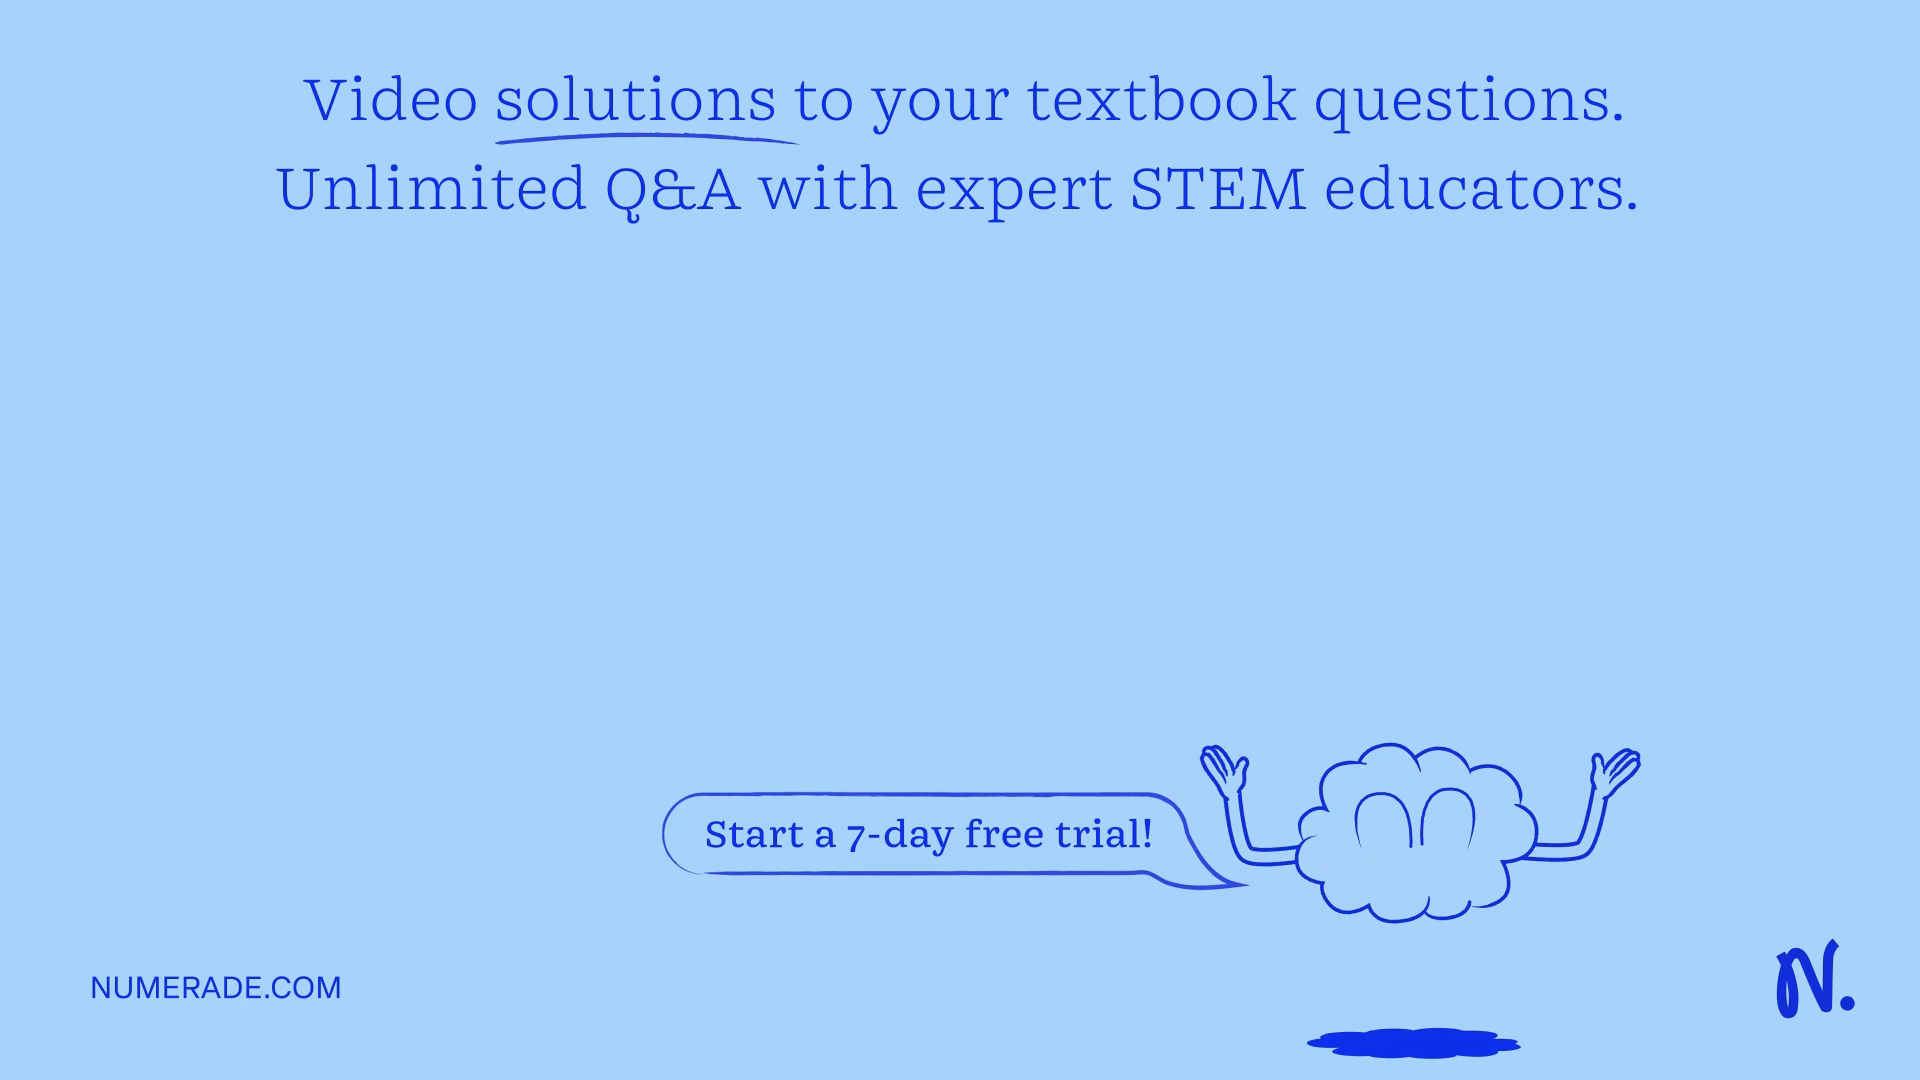 Video solutions to your textbook questions.
Unlimited Q&A with expert STEM educators.
Start a 7-day free trial!
NUMERADE.COM
N.